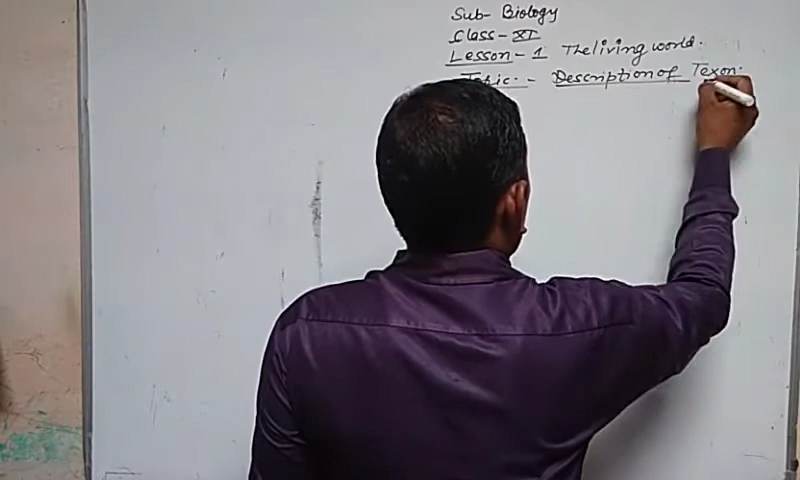 Sub- Biology
Class- XI
Lesson - 1 The living world.
Topic. - Description of Texon.